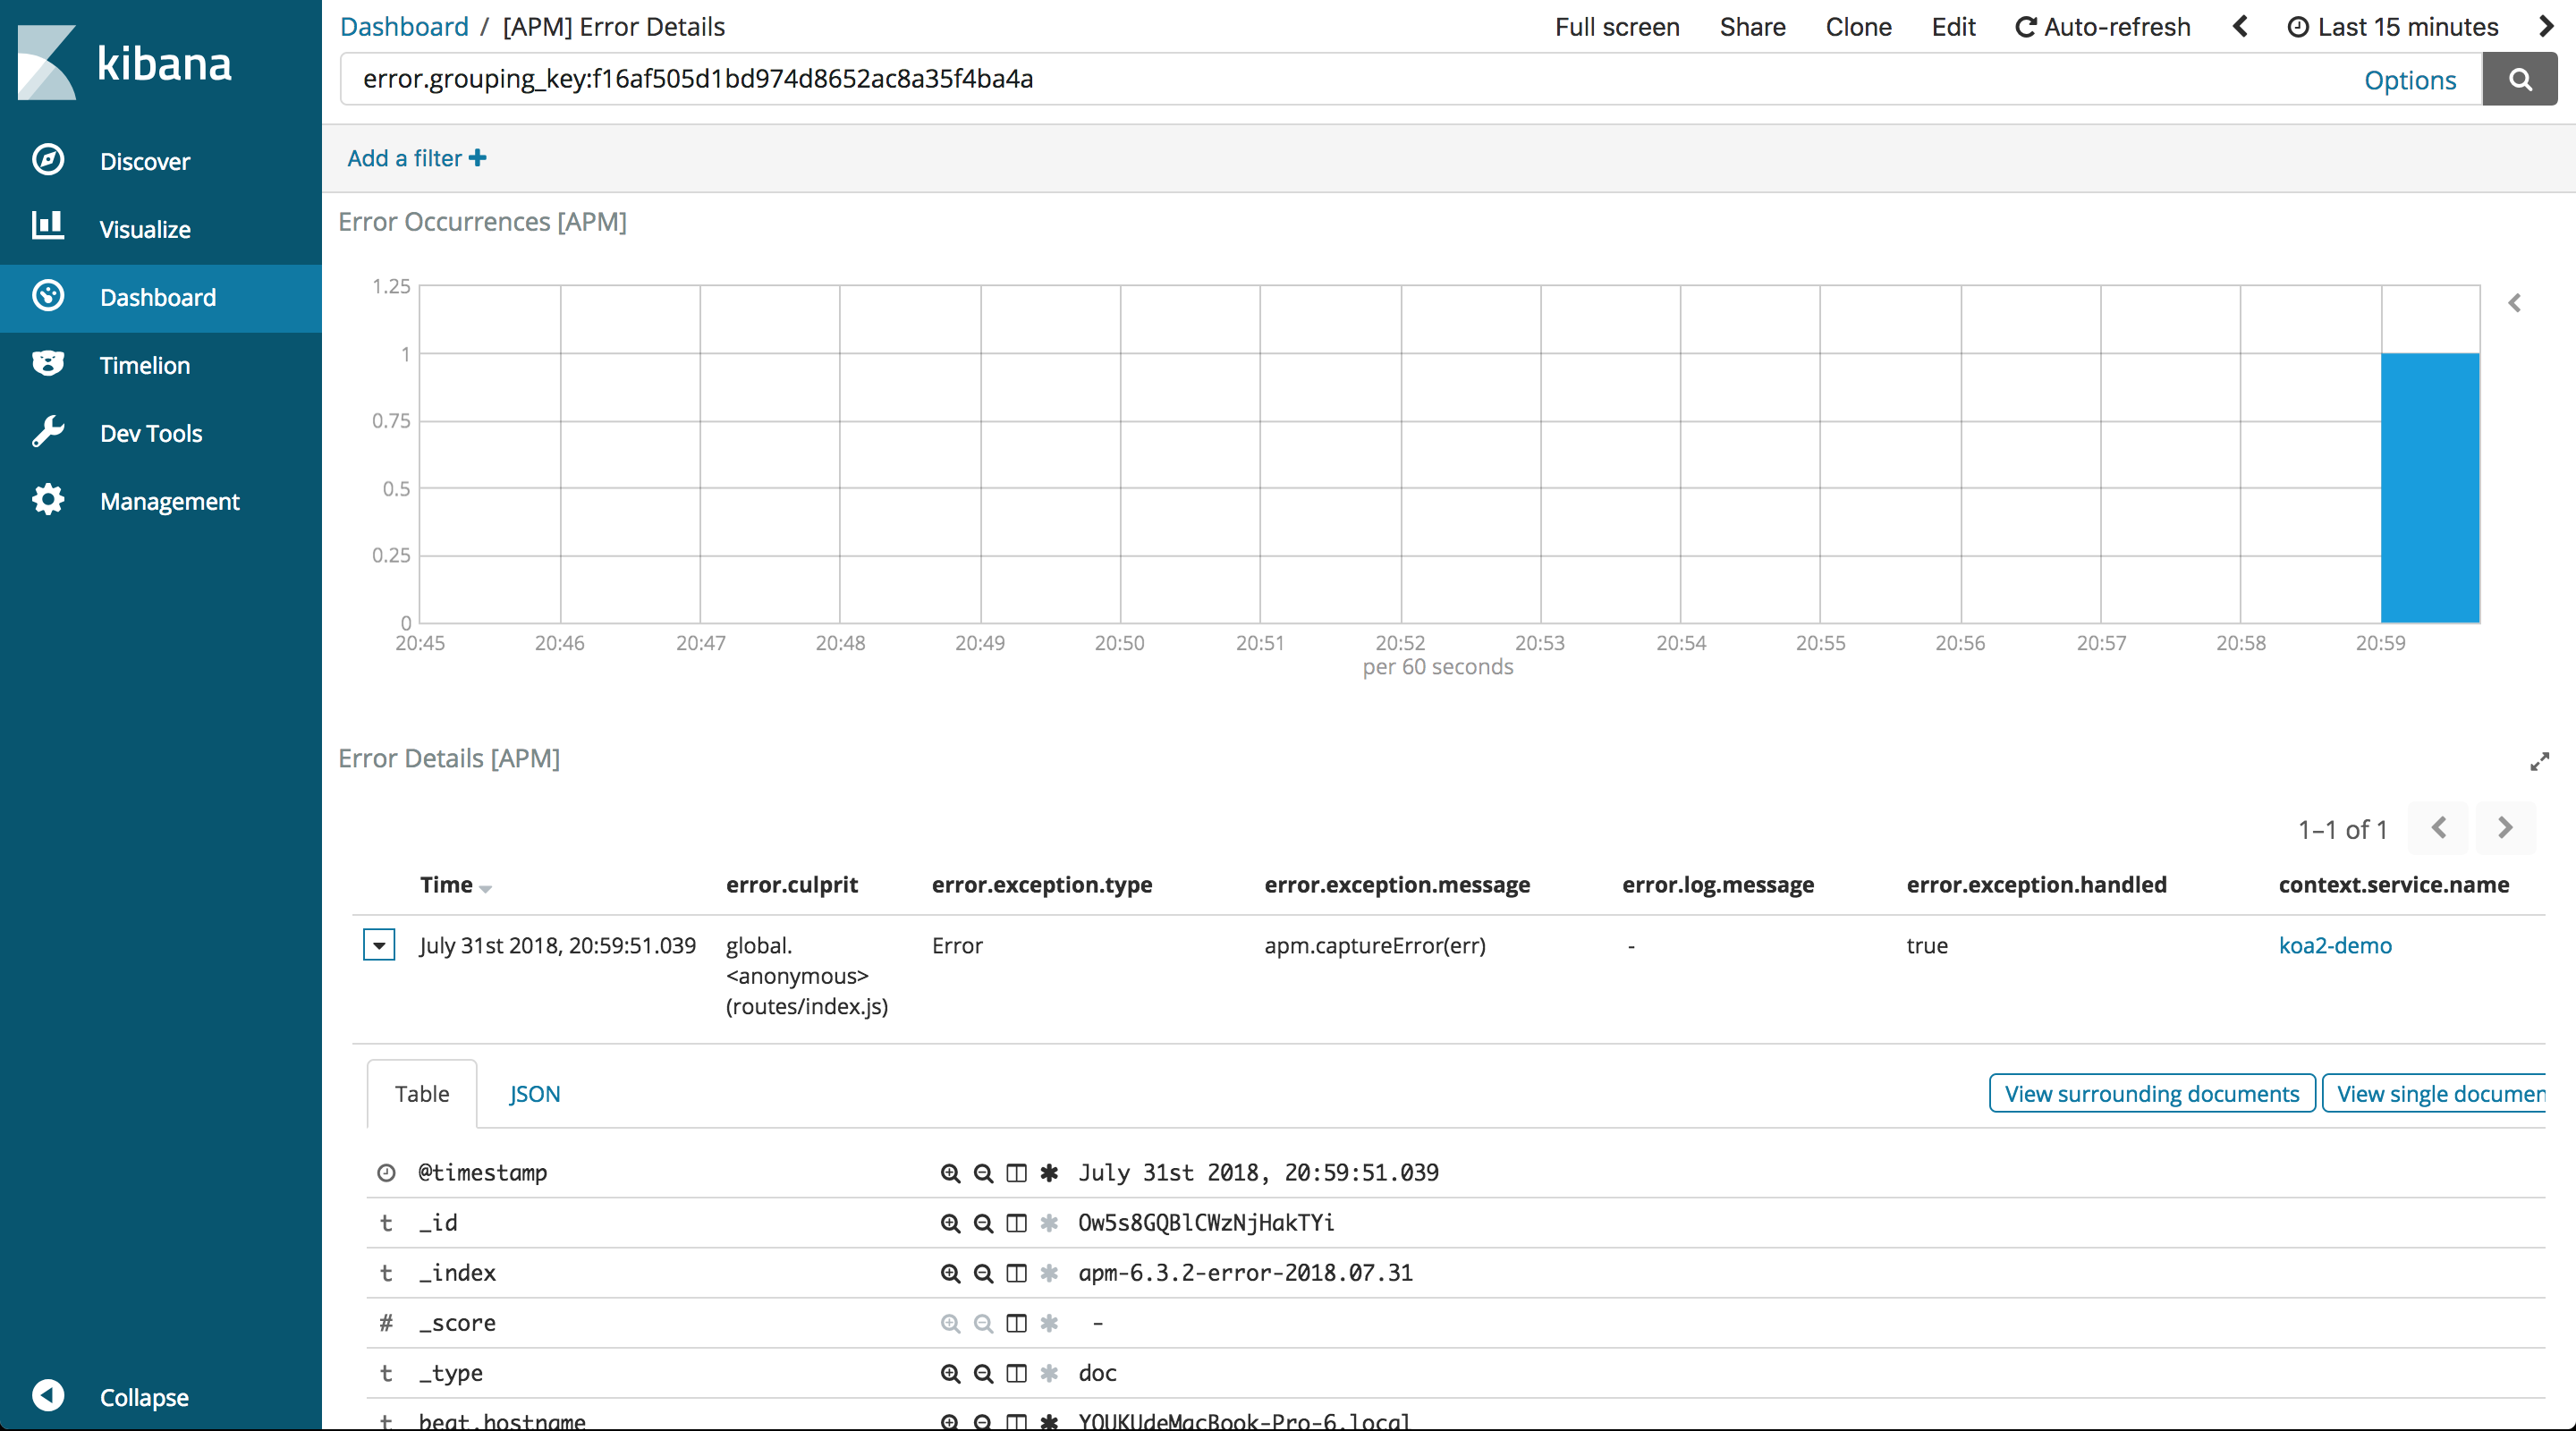 kibana
Discover
Visualize
Dashboard
Timelion
Dev Tools
Management
Collapse
Dashboard / [APM] Error Details
Full screen Share Clone Edit Auto-refresh Last 15 minutes
error.grouping_key:f16af505d1bd974d8652ac8a35f4ba4a
Options
Add a filter
Error Occurrences [APM]
1.25
1
0.75
0.5
0.25
0
20:45 20:46 20:47 20:48 20:49 20:50 20:51 20:52 20:53 20:54 20:55 20:56 20:57 20:58 20:59
per 60 seconds
Error Details [APM]
1–1 of 1
Time error.culprit error.exception.type error.exception.message error.log.message error.exception.handled context.service.name
July 31st 2018, 20:59:51.039 global. Error apm.captureError(err) - true koa2-demo
<anonymous>
(routes/index.js)
Table JSON View surrounding documents View single documen
@timestamp July 31st 2018, 20:59:51.039
t _id Ow5s8GQBlCWzNjHakTYi
t _index apm-6.3.2-error-2018.07.31
# _score -
t _type doc
t beat.hostname YOUKUdeMacBook-Pro-6.local